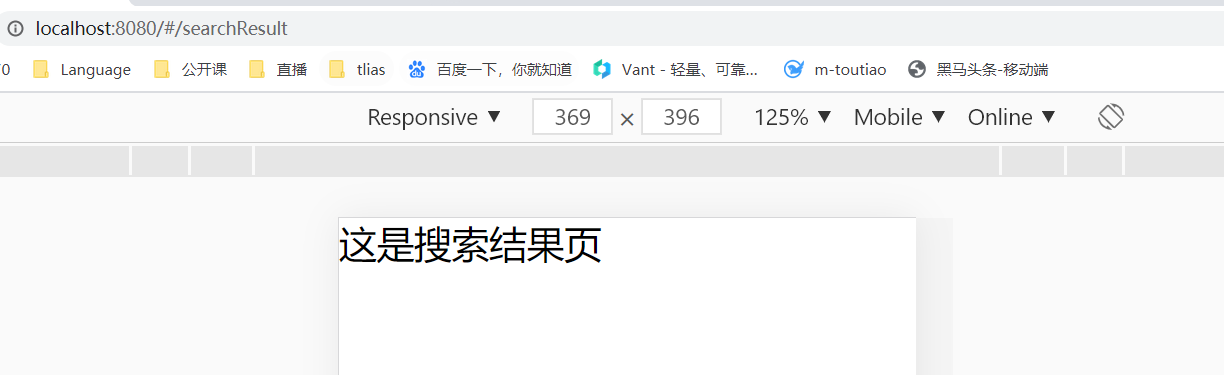 localhost:8080/#/searchResult
0 Language 公开课 直播 tlias 百度一下，你就知道 Vant - 轻量、可靠... m-toutiao 黑马头条-移动端
Responsive ▼ 369 × 396 125% ▼ Mobile ▼ Online ▼
这是搜索结果页